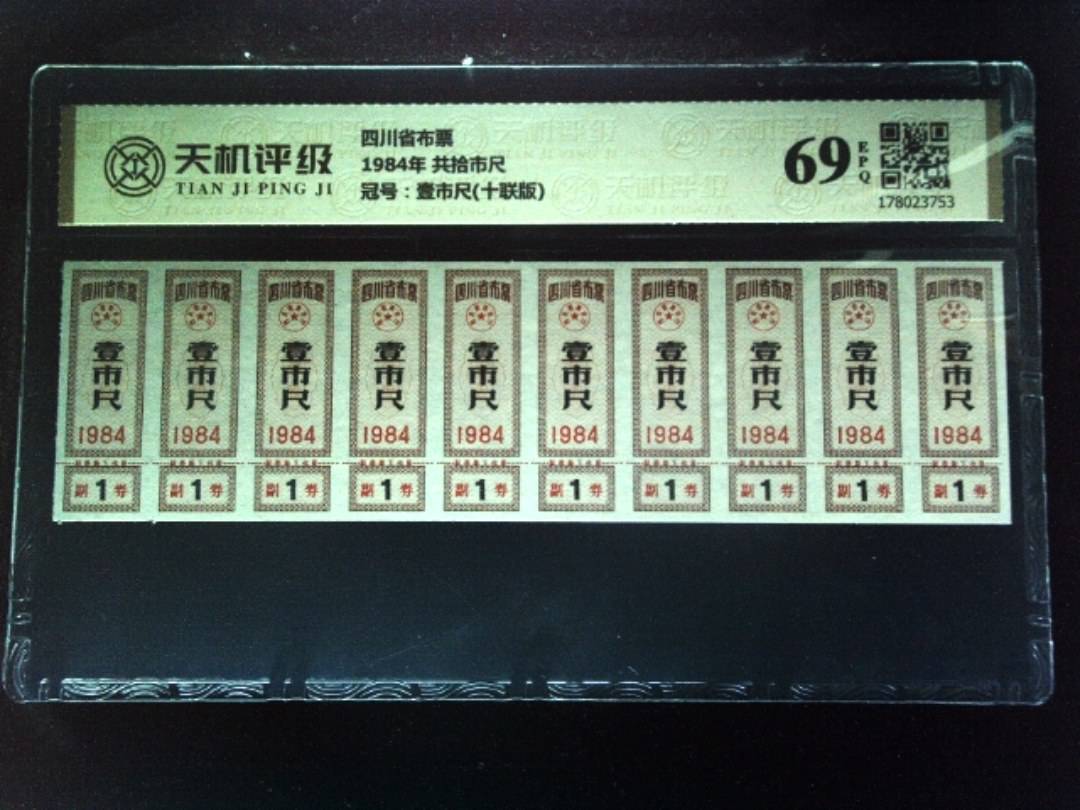 天机评级
TIAN JI PING JI
四川省布票
1984年 共拾市尺
冠号：壹市尺(十联版)
69
EPQ
178023753
四川省布票 四川省布票 四川省布票 四川省布票 四川省布票 四川省布票 四川省布票 四川省布票 四川省布票 四川省布票
壹市尺 壹市尺 壹市尺 壹市尺 壹市尺 壹市尺 壹市尺 壹市尺 壹市尺 壹市尺
1984 1984 1984 1984 1984 1984 1984 1984 1984 1984
副1券 副1券 副1券 副1券 副1券 副1券 副1券 副1券 副1券 副1券